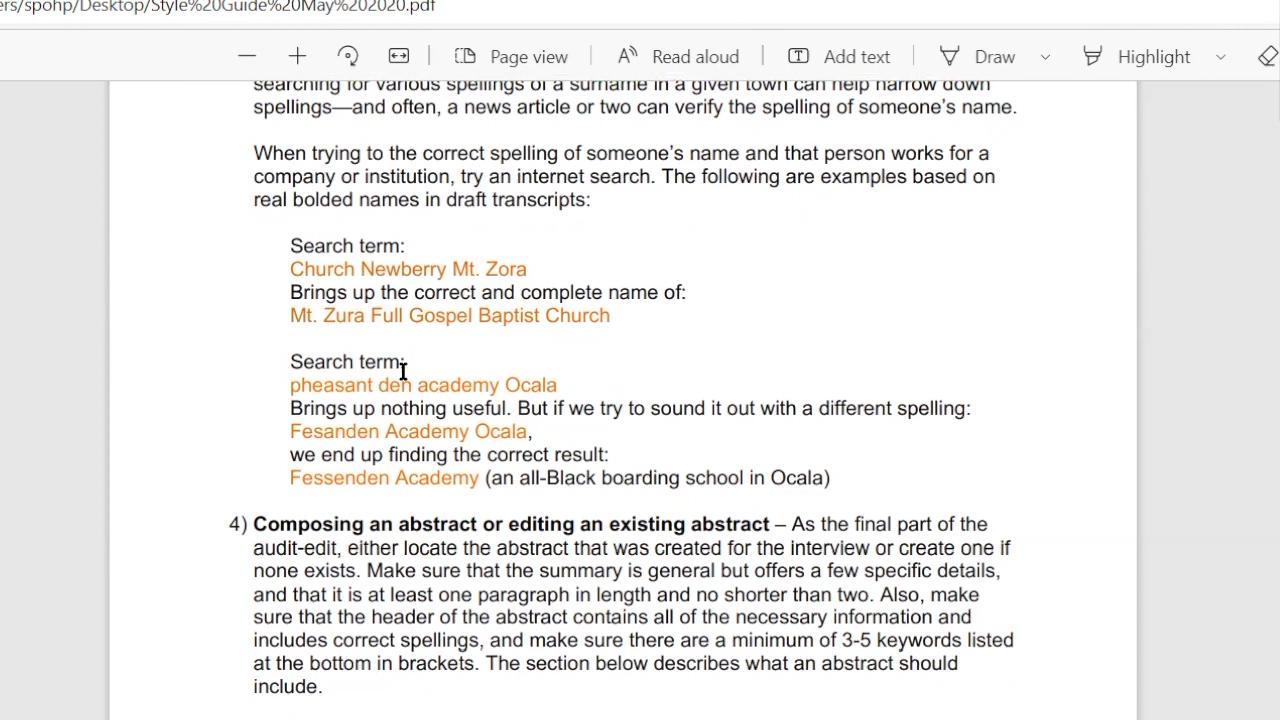 ers/spohp/Desktop/Style%20Guide%20May%202020.pdf
Page view
Read aloud
Add text
Draw
Highlight
searching for various spellings of a surname in a given town can help narrow down
spellings—and often, a news article or two can verify the spelling of someone's name.
When trying to the correct spelling of someone's name and that person works for a
company or institution, try an internet search. The following are examples based on
real bolded names in draft transcripts:
Search term:
Church Newberry Mt. Zora
Brings up the correct and complete name of:
Mt. Zura Full Gospel Baptist Church
Search term:
pheasant den academy Ocala
Brings up nothing useful. But if we try to sound it out with a different spelling:
Fesanden Academy Ocala,
we end up finding the correct result:
Fessenden Academy (an all-Black boarding school in Ocala)
4) Composing an abstract or editing an existing abstract – As the final part of the
audit-edit, either locate the abstract that was created for the interview or create one if
none exists. Make sure that the summary is general but offers a few specific details,
and that it is at least one paragraph in length and no shorter than two. Also, make
sure that the header of the abstract contains all of the necessary information and
includes correct spellings, and make sure there are a minimum of 3-5 keywords listed
at the bottom in brackets. The section below describes what an abstract should
include.